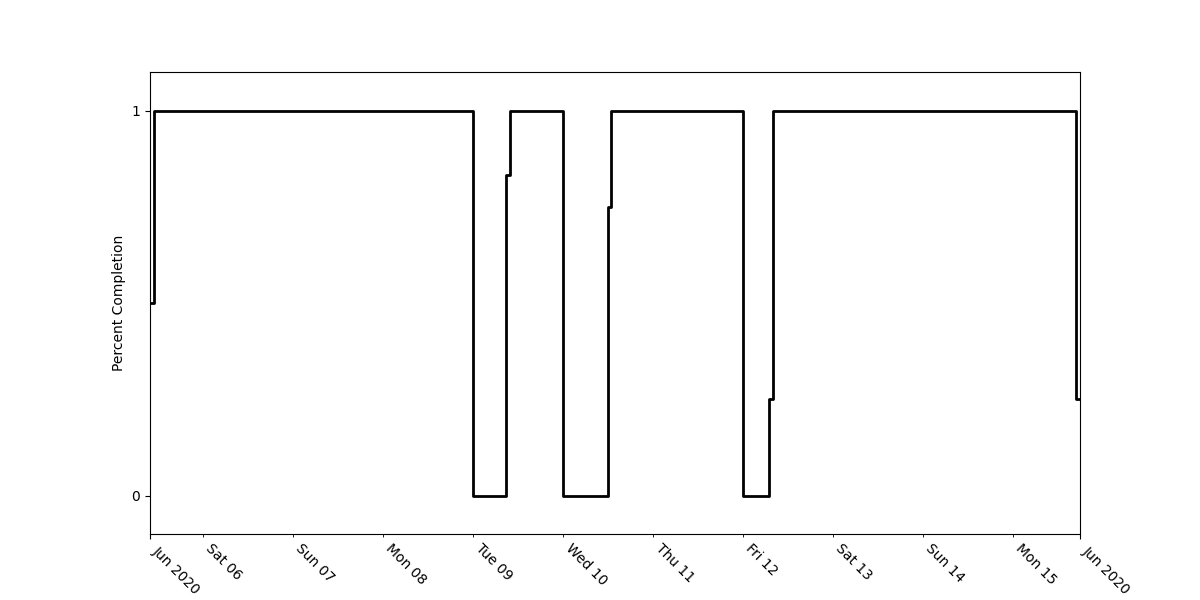 1
Percent Completion
0
Jun 2020
Sat 06
Sun 07
Mon 08
Tue 09
Wed 10
Thu 11
Fri 12
Sat 13
Sun 14
Mon 15
Jun 2020